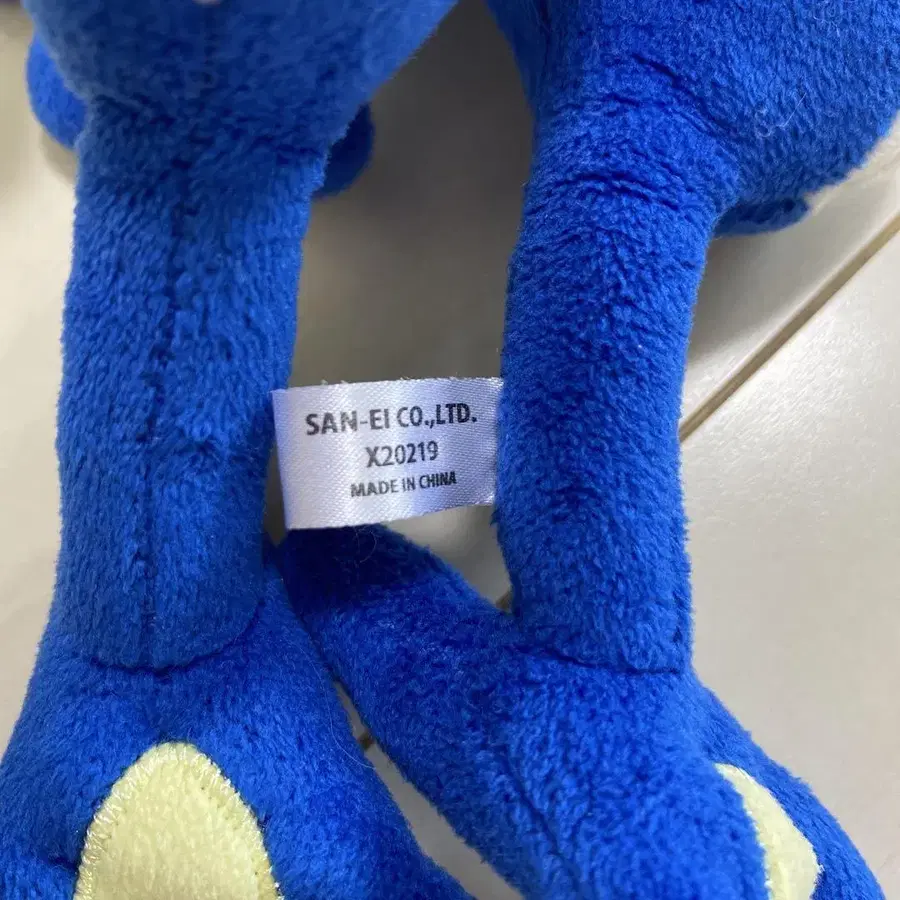 SAN-EI CO.,LTD.
X20219
MADE IN CHINA